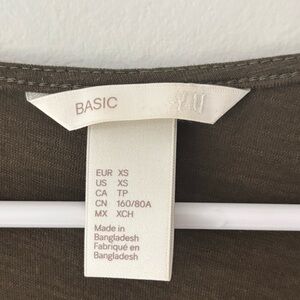 BASIC
EUR XS
US XS
CA TP
CN 160/80A
MX XCH
Made in
Bangladesh
Fabriqué en
Bangladesh